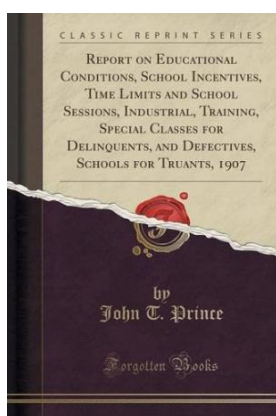 CLASSIC REPRINT SERIES
REPORT ON EDUCATIONAL
CONDITIONS, SCHOOL INCENTIVES,
TIME LIMITS AND SCHOOL
SESSIONS, INDUSTRIAL, TRAINING,
SPECIAL CLASSES FOR
DELINQUENTS, AND DEFECTIVES,
SCHOOLS FOR TRUANTS, 1907
by
John T. Prince
Forgotten Books